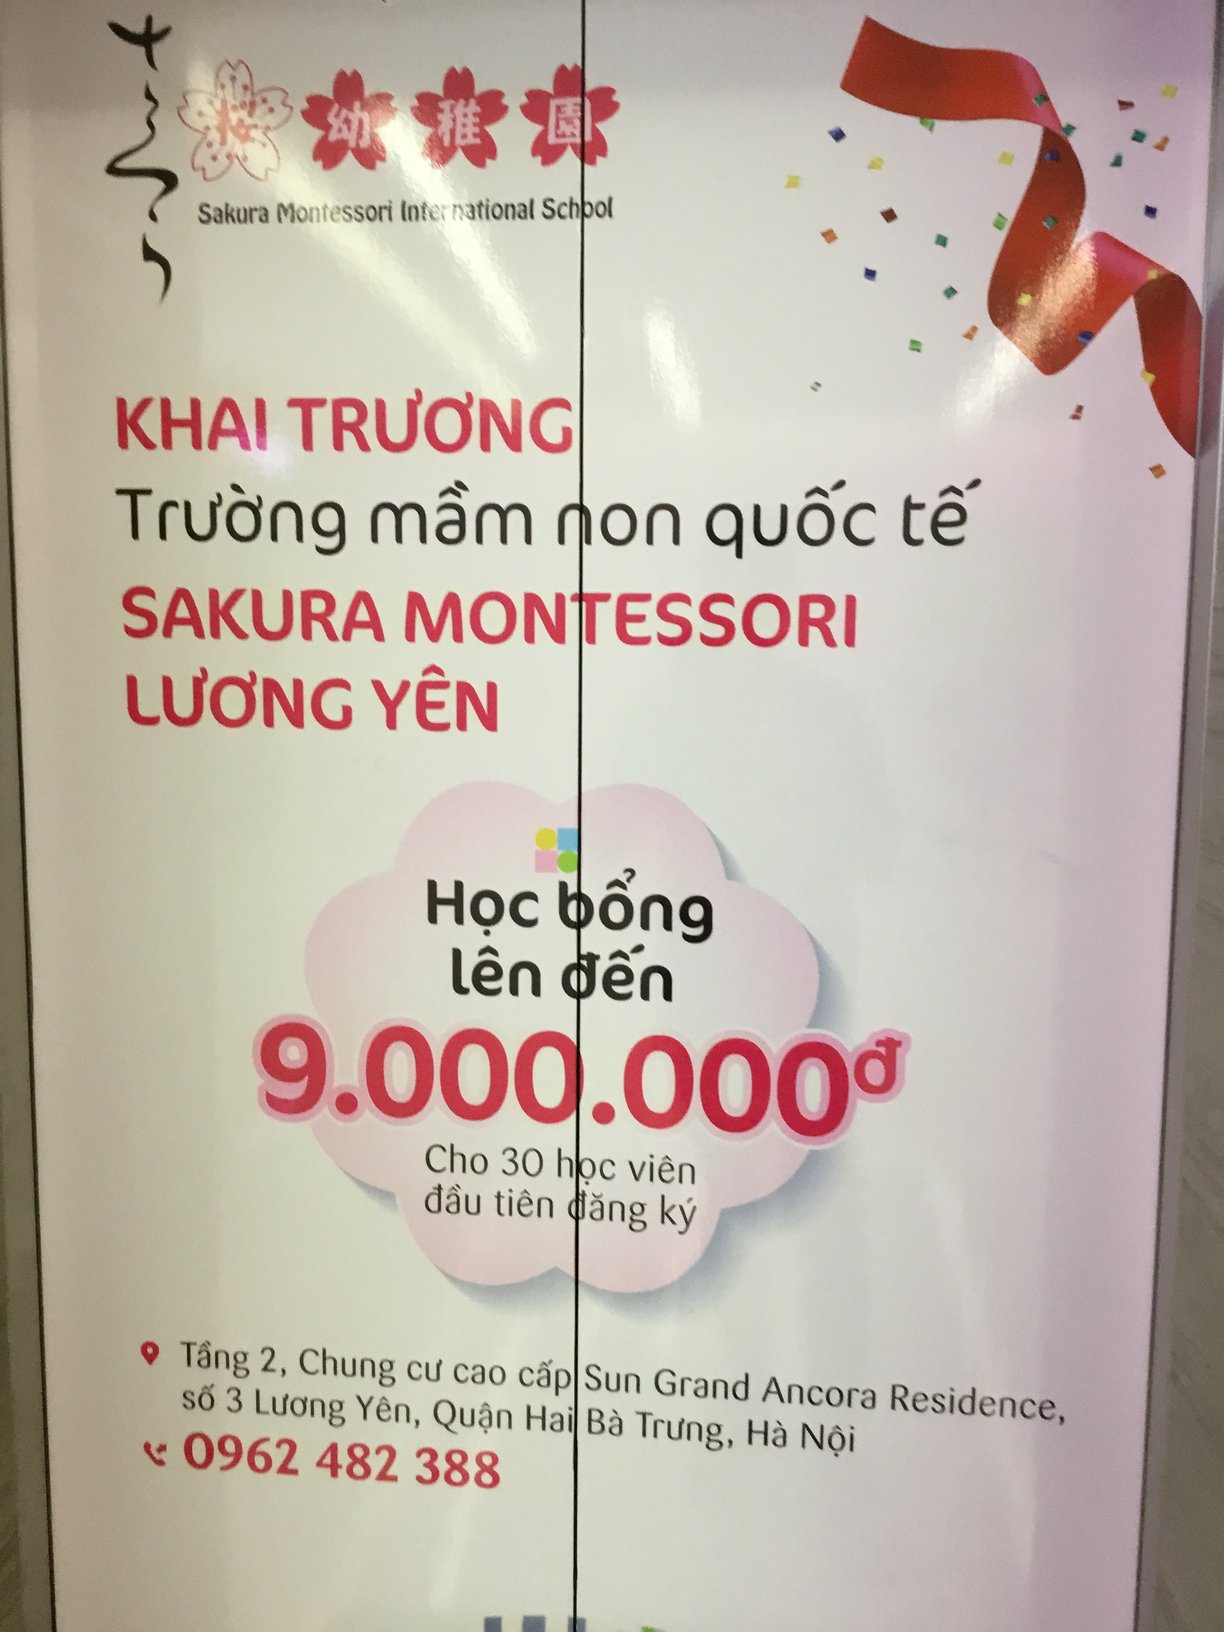 桜幼稚園
Sakura Montessori International School
KHAI TRƯƠNG
Trường mầm non quốc tế
SAKURA MONTESSORI
LƯƠNG YÊN
Học bổng
lên đến
9.000.000đ
Cho 30 học viên
đầu tiên đăng ký
Tầng 2, Chung cư cao cấp Sun Grand Ancora Residence,
số 3 Lương Yên, Quận Hai Bà Trưng, Hà Nội
0962 482 388